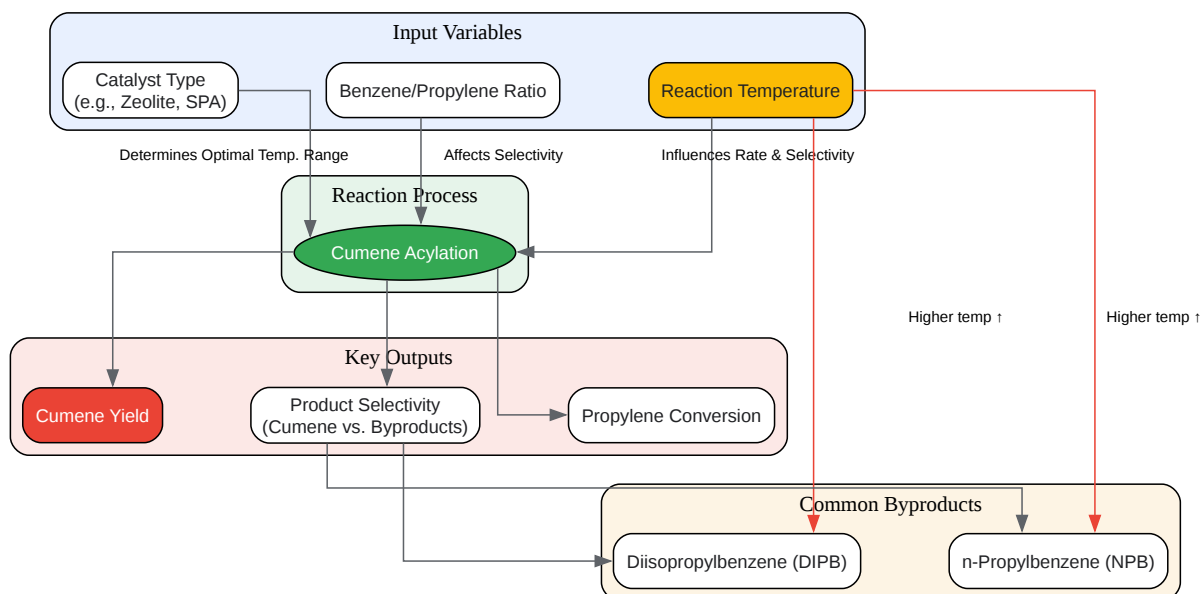 Input Variables
Catalyst Type
(e.g., Zeolite, SPA)
Benzene/Propylene Ratio
Reaction Temperature
Determines Optimal Temp. Range
Affects Selectivity
Influences Rate & Selectivity
Reaction Process
Cumene Acylation
Higher temp ↑
Higher temp ↑
Key Outputs
Cumene Yield
Product Selectivity
(Cumene vs. Byproducts)
Propylene Conversion
Common Byproducts
Diisopropylbenzene (DIPB)
n-Propylbenzene (NPB)